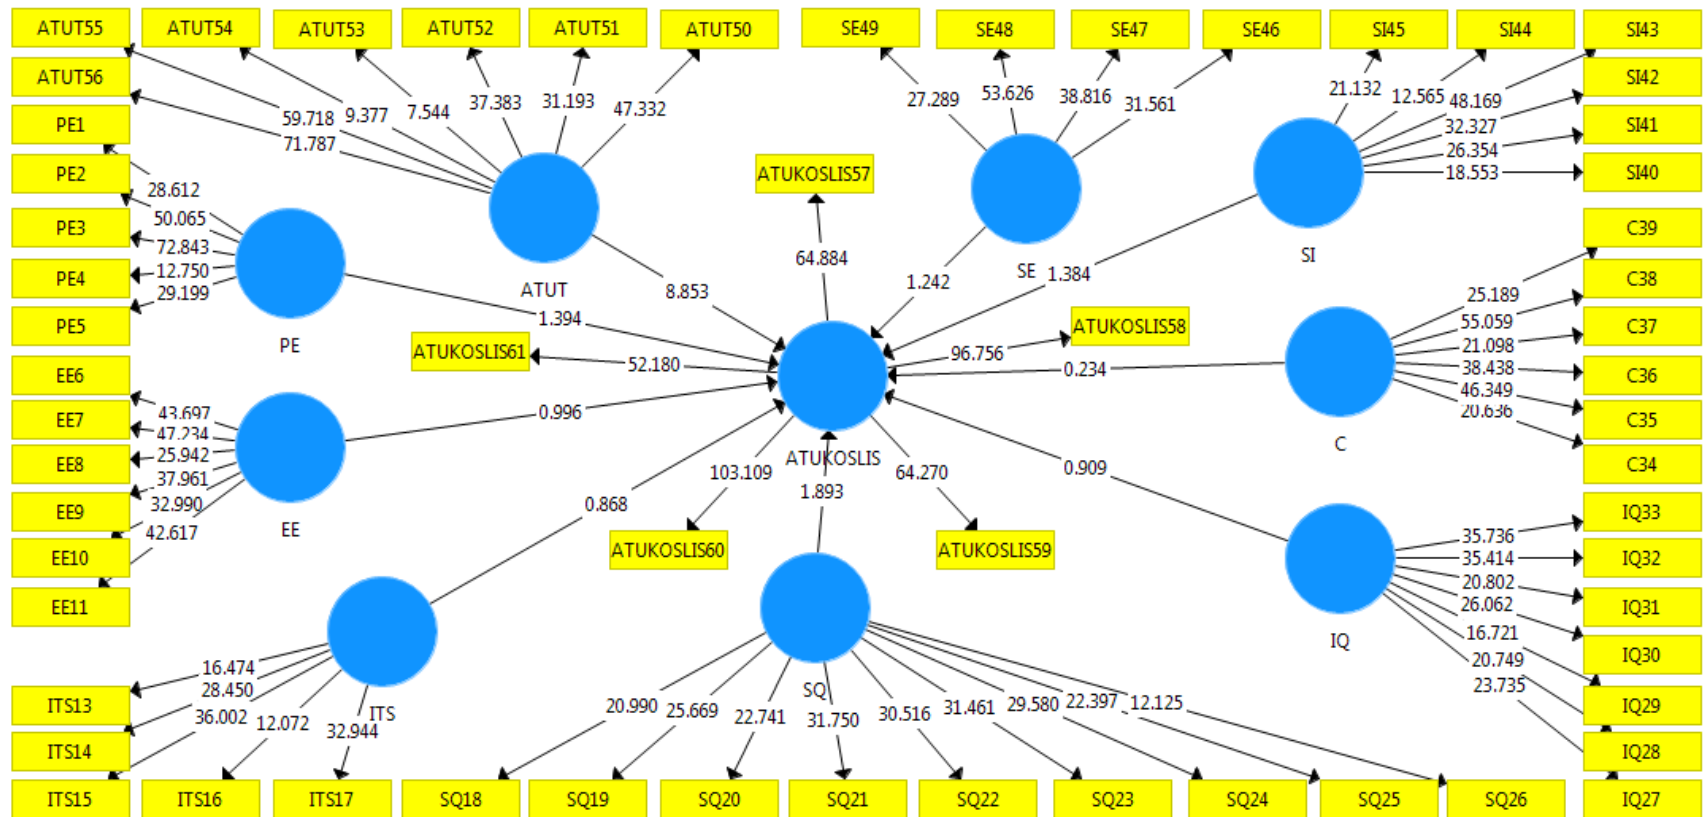 ATUT55 ATUT54 ATUT53 ATUT52 ATUT51 ATUT50 SE49 SE48 SE47 SE46 SI45 SI44 SI43
ATUT56 SI42
PE1 SI41
PE2 SI40
PE3 C39
PE4 C38
PE5 C37
EE6 C36
EE7 C35
EE8 C34
EE9 IQ33
EE10 IQ32
EE11 IQ31
IQ30
ITS13 IQ29
ITS14 IQ28
ITS15 ITS16 ITS17 SQ18 SQ19 SQ20 SQ21 SQ22 SQ23 SQ24 SQ25 SQ26 IQ27
59.718 9.377 7.544 37.383 31.193 47.332
71.787
ATUT
8.853
27.289 53.626 38.816 31.561
SE
1.242
21.132 12.565 48.169
32.327
26.354
18.553
SI
1.384
28.612
50.065
72.843
12.750
29.199
PE
1.394
ATUKOSLIS57
64.884
ATUKOSLIS61
52.180
ATUKOSLIS58
96.756
ATUKOSLIS
103.109
64.270
ATUKOSLIS60
ATUKOSLIS59
25.189
55.059
21.098
38.438
46.349
20.636
C
0.234
43.697
47.234
25.942
37.961
32.990
42.617
EE
0.996
35.736
35.414
20.802
26.062
16.721
20.749
23.735
IQ
0.909
16.474
28.450
36.002
12.072
32.944
ITS
0.868
1.893
SQ
20.990 25.669 22.741 31.750 30.516 31.461 29.580 22.397 12.125